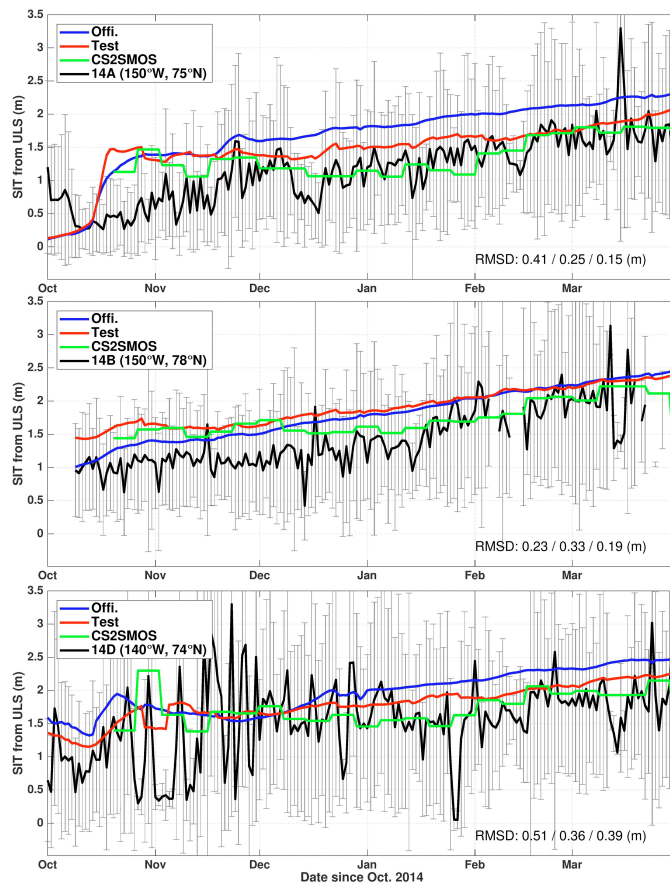 3.5
3
2.5
2
1.5
1
0.5
0
SIT from ULS (m)
Offi.
Test
CS2SMOS
14A (150°W, 75°N)
RMSD: 0.41 / 0.25 / 0.15 (m)
Oct Nov Dec Jan Feb Mar
3.5
3
2.5
2
1.5
1
0.5
0
SIT from ULS (m)
Offi.
Test
CS2SMOS
14B (150°W, 78°N)
RMSD: 0.23 / 0.33 / 0.19 (m)
Oct Nov Dec Jan Feb Mar
3.5
3
2.5
2
1.5
1
0.5
0
SIT from ULS (m)
Offi.
Test
CS2SMOS
14D (140°W, 74°N)
RMSD: 0.51 / 0.36 / 0.39 (m)
Oct Nov Dec Jan Feb Mar
Date since Oct. 2014